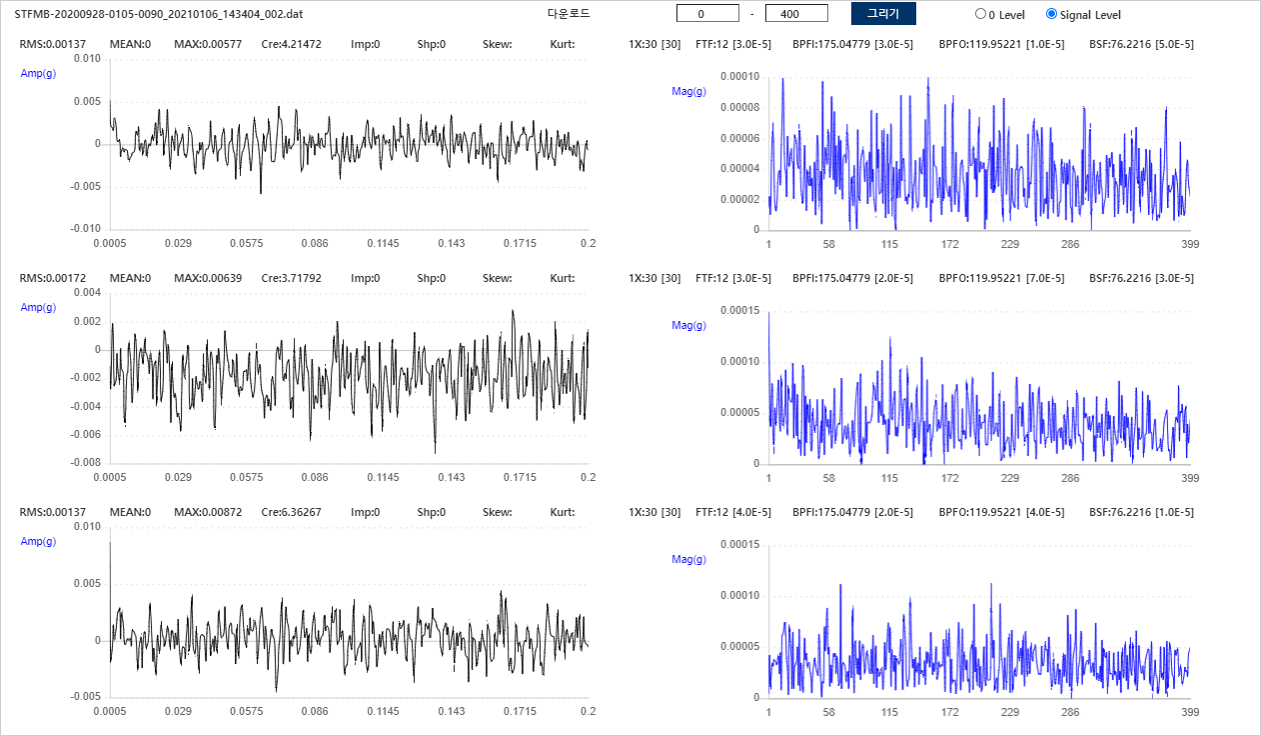 STFMB-20200928-0105-0090_20210106_143404_002.dat 다운로드 0 - 400 그리기 0 Level Signal Level
RMS:0.00137 MEAN:0 MAX:0.00577 Cre:4.21472 Imp:0 Shp:0 Skew: Kurt: 1X:30 [30] FTF:12 [3.0E-5] BPFI:175.04779 [3.0E-5] BPFO:119.95221 [1.0E-5] BSF:76.2216 [5.0E-5]
Amp(g)
0.010
0.005
0
-0.005
-0.010
0.0005 0.029 0.0575 0.086 0.1145 0.143 0.1715 0.2
Mag(g)
0.00010
0.00008
0.00006
0.00004
0.00002
0
1 58 115 172 229 286 399
RMS:0.00172 MEAN:0 MAX:0.00639 Cre:3.71792 Imp:0 Shp:0 Skew: Kurt: 1X:30 [30] FTF:12 [3.0E-5] BPFI:175.04779 [2.0E-5] BPFO:119.95221 [7.0E-5] BSF:76.2216 [3.0E-5]
Amp(g)
0.004
0.002
0
-0.002
-0.004
-0.006
-0.008
0.0005 0.029 0.0575 0.086 0.1145 0.143 0.1715 0.2
Mag(g)
0.00015
0.00010
0.00005
0
1 58 115 172 229 286 399
RMS:0.00137 MEAN:0 MAX:0.00872 Cre:6.36267 Imp:0 Shp:0 Skew: Kurt: 1X:30 [30] FTF:12 [4.0E-5] BPFI:175.04779 [2.0E-5] BPFO:119.95221 [4.0E-5] BSF:76.2216 [1.0E-5]
Amp(g)
0.010
0.005
0
-0.005
0.0005 0.029 0.0575 0.086 0.1145 0.143 0.1715 0.2
Mag(g)
0.00015
0.00010
0.00005
0
1 58 115 172 229 286 399